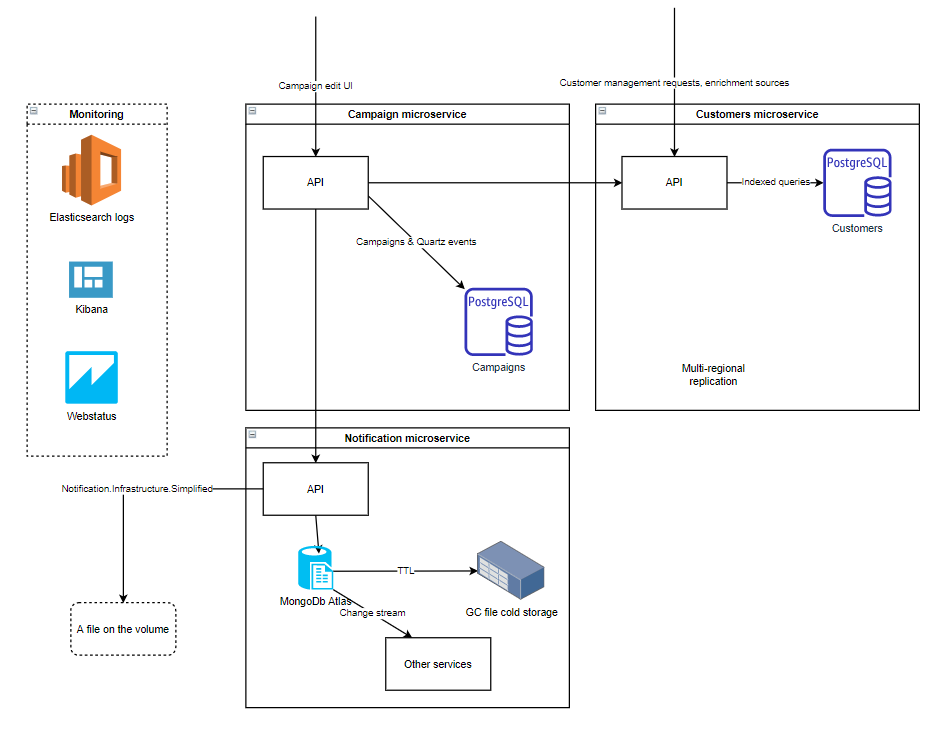 Campaign edit UI
Customer management requests, enrichment sources
Monitoring
Elasticsearch logs
Kibana
Webstatus
Campaign microservice
API
Campaigns & Quartz events
PostgreSQL
Campaigns
Customers microservice
API
Indexed queries
PostgreSQL
Customers
Multi-regional
replication
Notification microservice
API
Notification.Infrastructure.Simplified
A file on the volume
MongoDb Atlas
TTL
GC file cold storage
Change stream
Other services